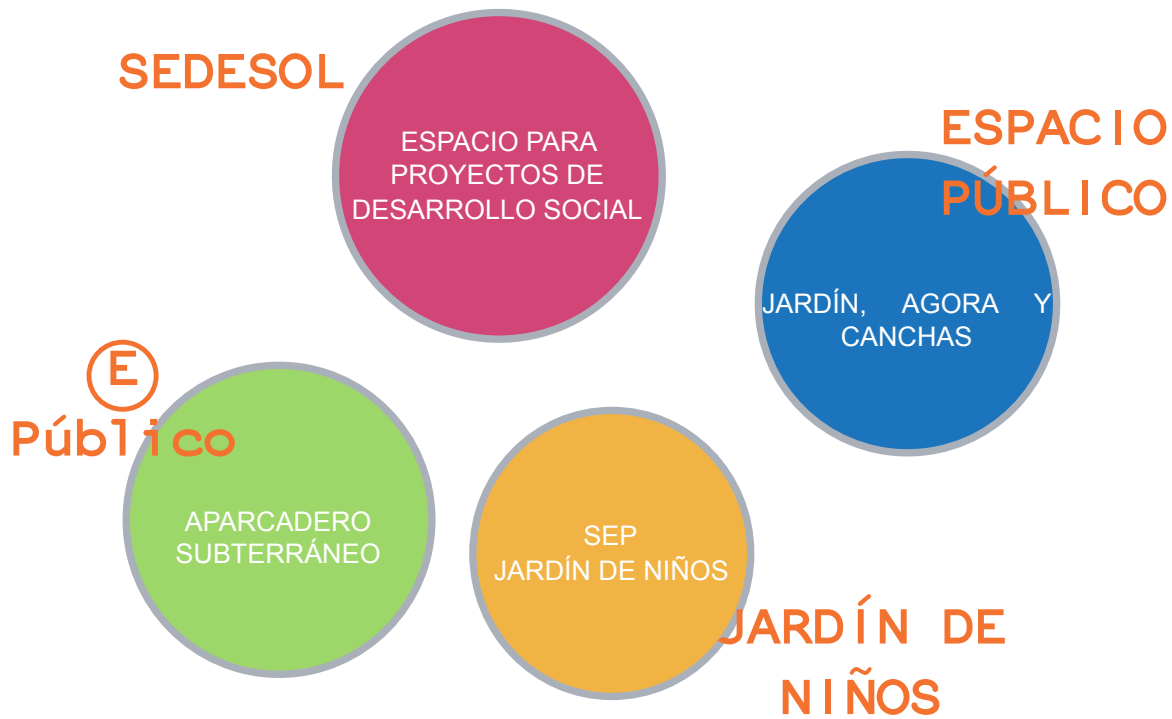 SEDESOL
ESPACIO PARA
PROYECTOS DE
DESARROLLO SOCIAL
ESPACIO
PÚBLICO
JARDÍN, AGORA Y
CANCHAS
E
Público
APARCADERO
SUBTERRÁNEO
SEP
JARDÍN DE NIÑOS
JARDÍN DE
NIÑOS